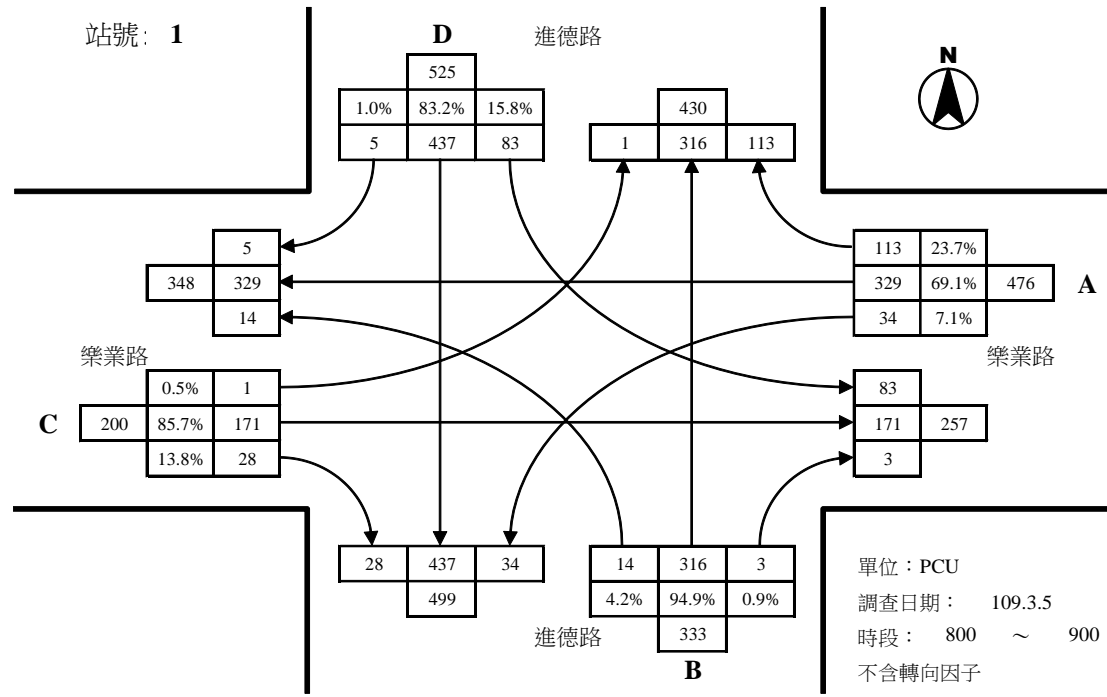 站號: 1
D 進德路
N
525
1.0% 83.2% 15.8%
5 437 83
430
1 316 113
5
348 329
14
113 23.7%
329 69.1% 476
34 7.1%
A
樂業路
樂業路
C
0.5% 1
200 85.7% 171
13.8% 28
83
171 257
3
28 437 34
499
14 316 3
4.2% 94.9% 0.9%
333
進德路
B
單位：PCU
調查日期： 109.3.5
時段： 800 ～ 900
不含轉向因子